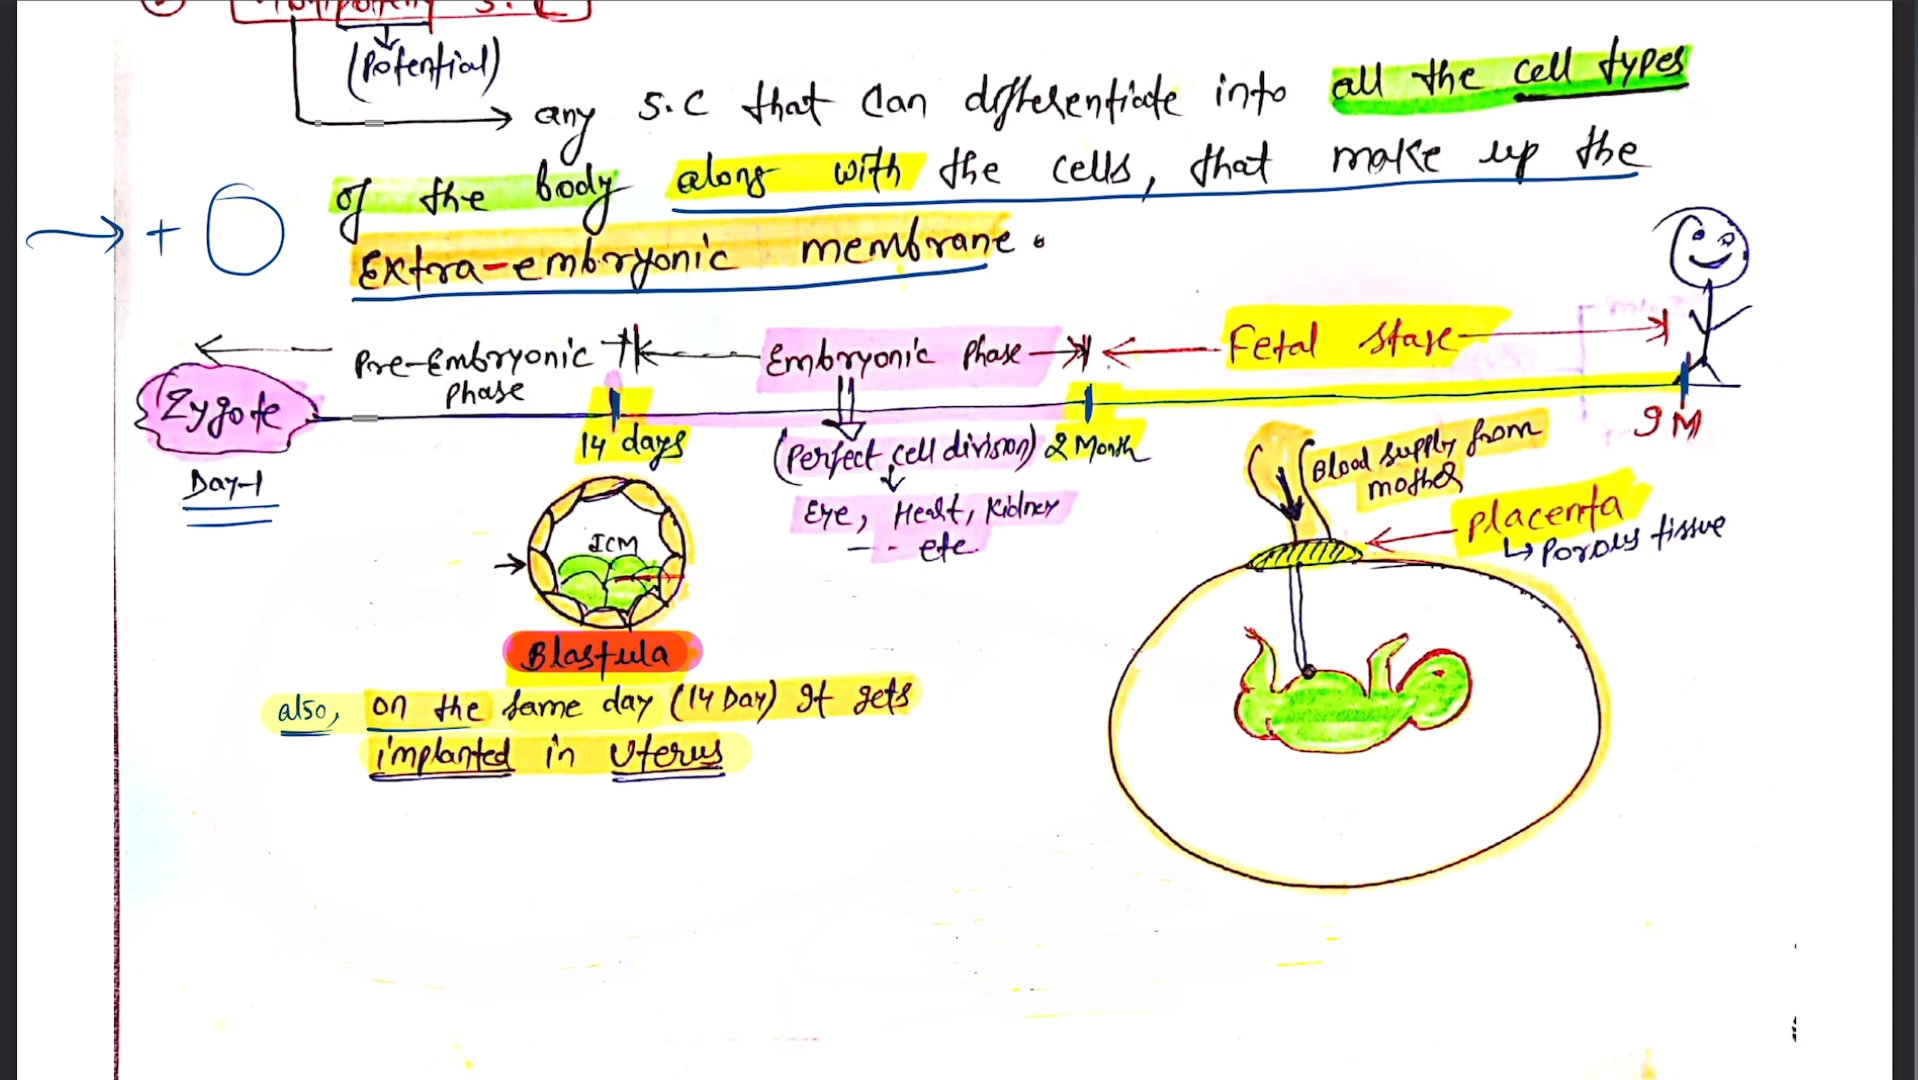 S.C
(Potential)
any S.C that can differentiate into all the cell types
of the body along with the cells, that make up the
+
Extra-embryonic membrane.
Pre-Embryonic Phase
Embryonic Phase
Fetal stage
Zygote
Day-1
14 days
(Perfect cell division)
2 Month
9 M
Eye, Heart, Kidney
--- etc
Blood supply from
mother
Placenta
↳ Porous tissue
ICM
Blastula
also, on the same day (14 Day) It gets
implanted in Uterus